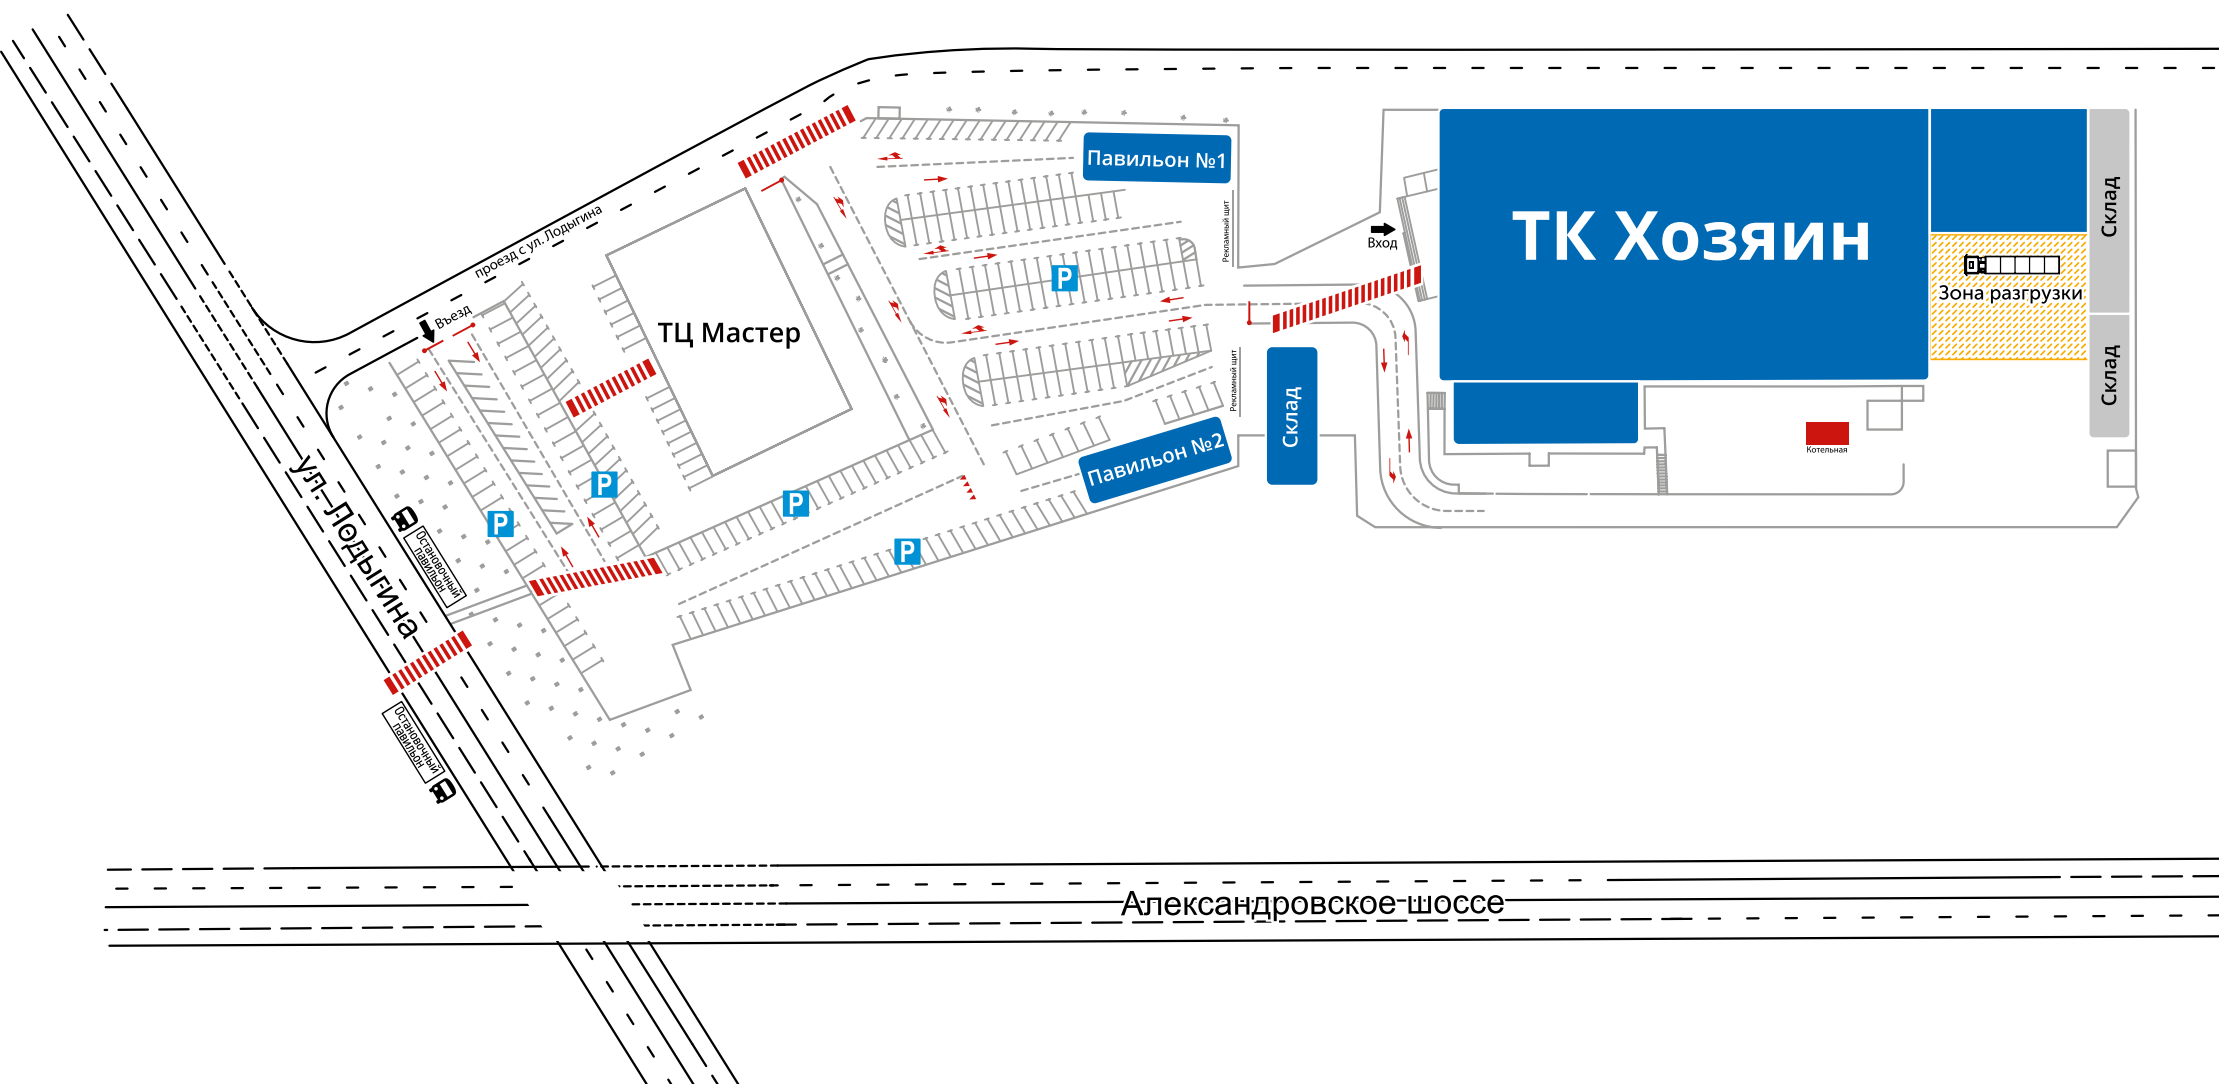 Павильон №1
ТК Хозяин
Склад
Рекламный щит
проезд с ул. Лодыгина
Вход
P
Зона разгрузки
Въезд
ТЦ Мастер
Рекламный щит
Склад
Склад
Котельная
Павильон №2
P
P
P
P
ул. Лодыгина
Остановочный
павильон
Остановочный
павильон
Александровское шоссе